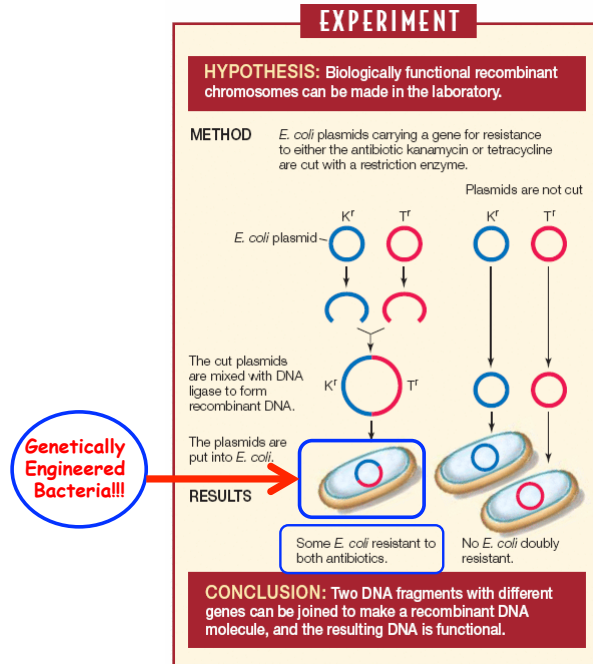 EXPERIMENT
HYPOTHESIS: Biologically functional recombinant
chromosomes can be made in the laboratory.
METHOD
E. coli plasmids carrying a gene for resistance
to either the antibiotic kanamycin or tetracycline
are cut with a restriction enzyme.
Plasmids are not cut
Kr Tr
Kr Tr
E. coli plasmid
The cut plasmids
are mixed with DNA
ligase to form
recombinant DNA.
Kr Tr
The plasmids are
put into E. coli.
Genetically
Engineered
Bacteria!!!
RESULTS
Some E. coli resistant to
both antibiotics.
No E. coli doubly
resistant.
CONCLUSION: Two DNA fragments with different
genes can be joined to make a recombinant DNA
molecule, and the resulting DNA is functional.